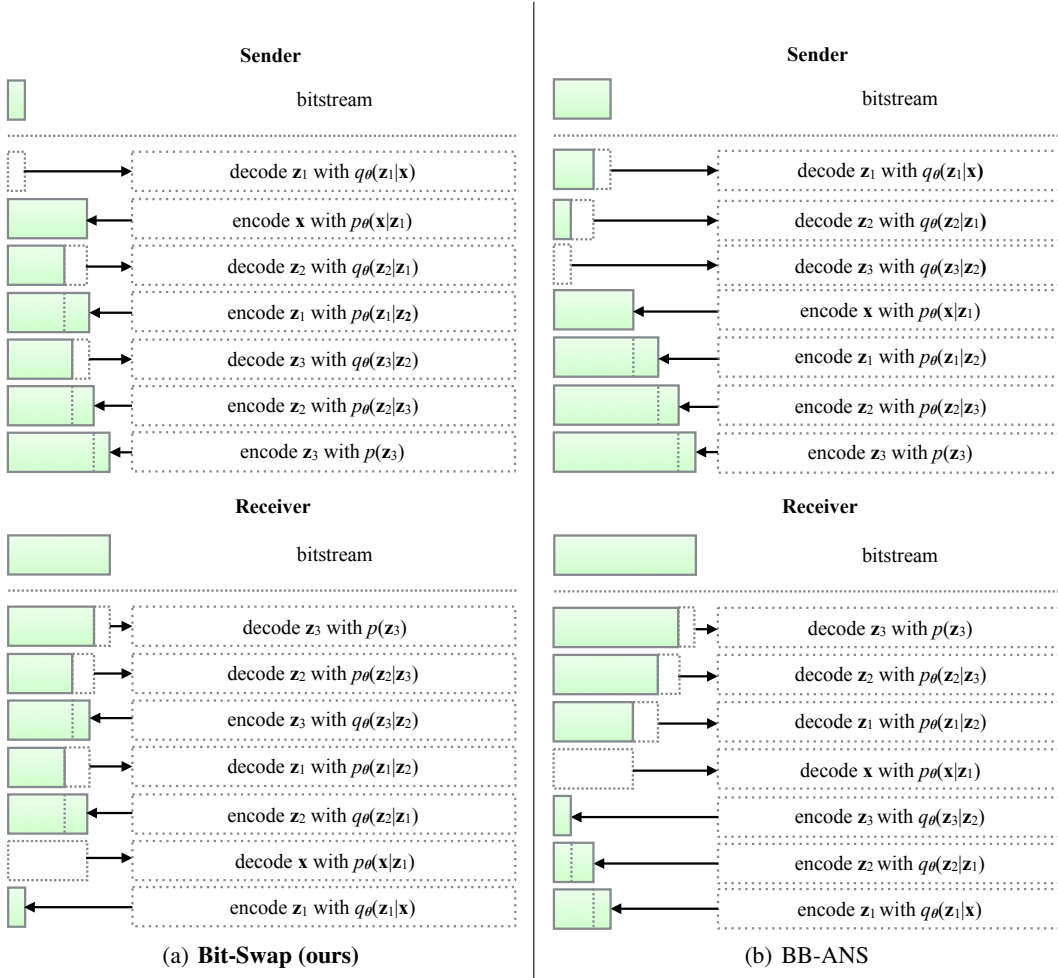 Sender
bitstream
decode z₁ with qθ(z₁|x)
encode x with pθ(x|z₁)
decode z₂ with qθ(z₂|z₁)
encode z₁ with pθ(z₁|z₂)
decode z₃ with qθ(z₃|z₂)
encode z₂ with pθ(z₂|z₃)
encode z₃ with p(z₃)
Receiver
bitstream
decode z₃ with p(z₃)
decode z₂ with pθ(z₂|z₃)
encode z₃ with qθ(z₃|z₂)
decode z₁ with pθ(z₁|z₂)
encode z₂ with qθ(z₂|z₁)
decode x with pθ(x|z₁)
encode z₁ with qθ(z₁|x)
(a) Bit-Swap (ours)
Sender
bitstream
decode z₁ with qθ(z₁|x)
decode z₂ with qθ(z₂|z₁)
decode z₃ with qθ(z₃|z₂)
encode x with pθ(x|z₁)
encode z₁ with pθ(z₁|z₂)
encode z₂ with pθ(z₂|z₃)
encode z₃ with p(z₃)
Receiver
bitstream
decode z₃ with p(z₃)
decode z₂ with pθ(z₂|z₃)
decode z₁ with pθ(z₁|z₂)
decode x with pθ(x|z₁)
encode z₃ with qθ(z₃|z₂)
encode z₂ with qθ(z₂|z₁)
encode z₁ with qθ(z₁|x)
(b) BB-ANS